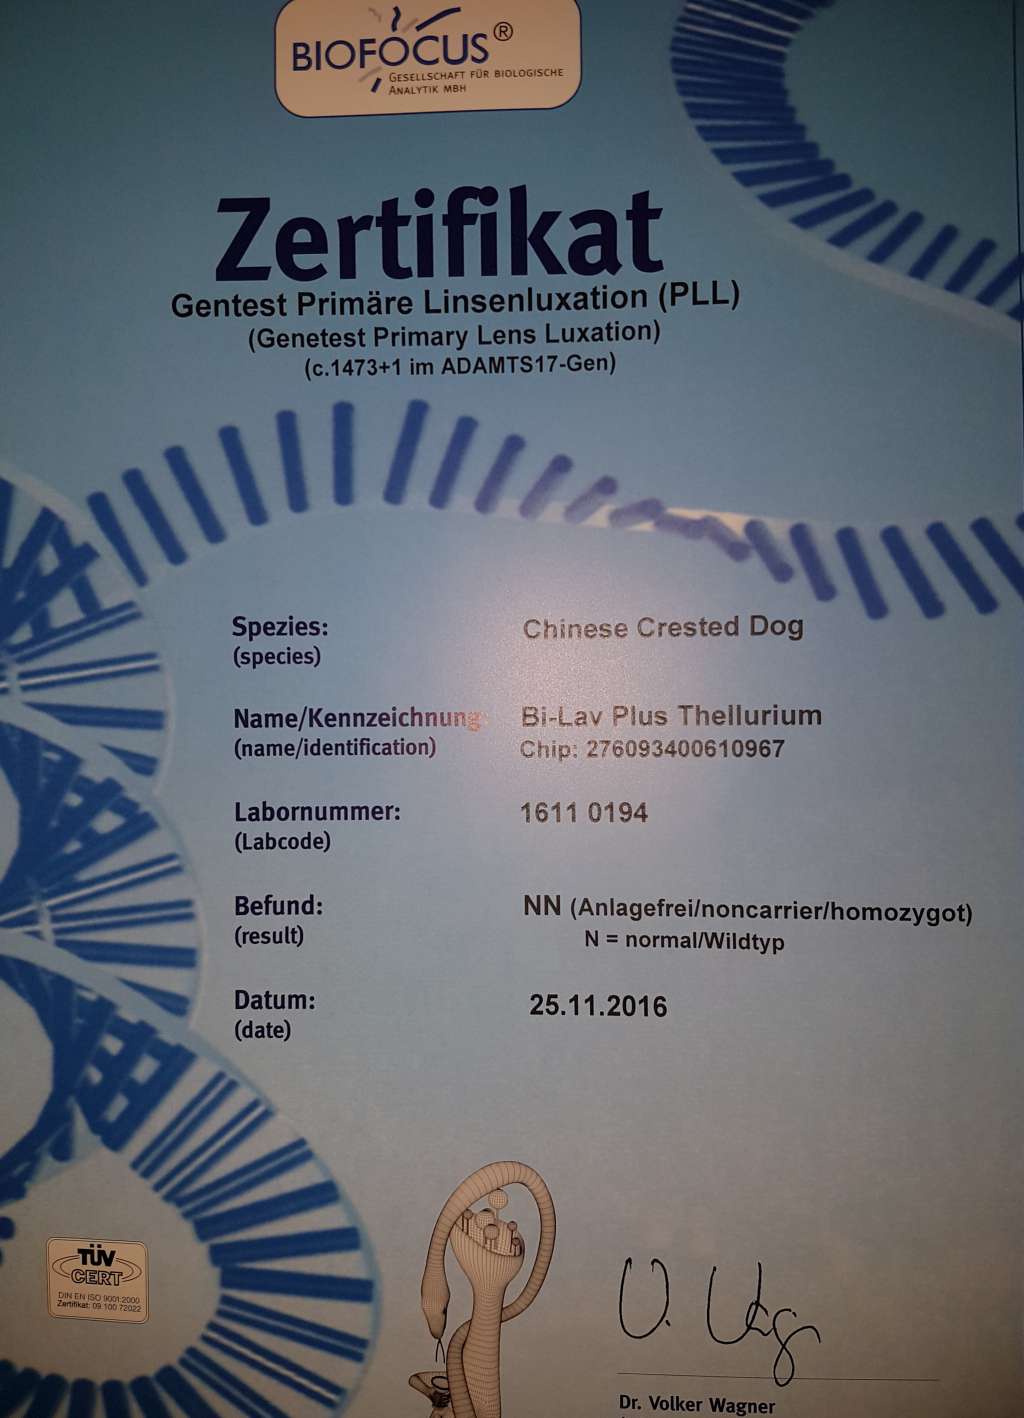 BIOFOCUS®
GESELLSCHAFT FÜR BIOLOGISCHE
ANALYTIK MBH
Zertifikat
Gentest Primäre Linsenluxation (PLL)
(Genetest Primary Lens Luxation)
(c.1473+1 im ADAMTS17-Gen)
Spezies: Chinese Crested Dog
(species)
Name/Kennzeichnung: Bi-Lav Plus Thellurium
(name/identification) Chip: 276093400610967
Labornummer: 1611 0194
(Labcode)
Befund: NN (Anlagefrei/noncarrier/homozygot)
(result) N = normal/Wildtyp
Datum: 25.11.2016
(date)
TÜV
CERT
DIN EN ISO 9001:2000
Zertifikat: 09 100 72022
Dr. Volker Wagner